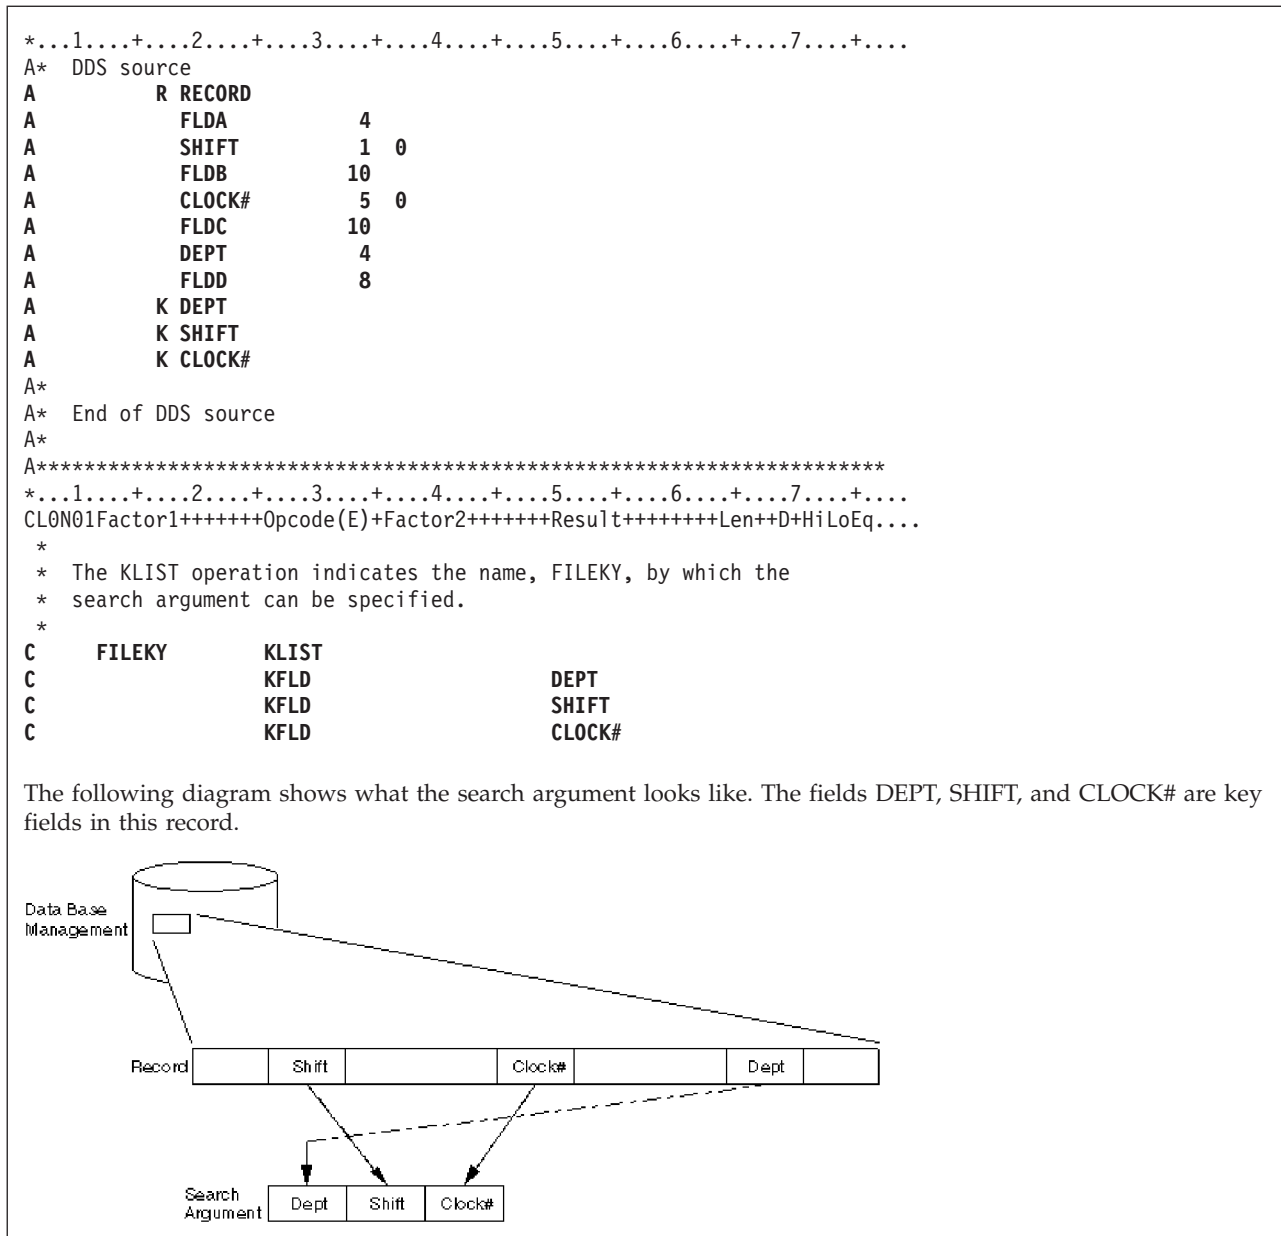 *...1....+....2....+....3....+....4....+....5....+....6....+....7....+....
A*  DDS source
A          R RECORD
A            FLDA           4
A            SHIFT          1  0
A            FLDB          10
A            CLOCK#         5  0
A            FLDC          10
A            DEPT           4
A            FLDD           8
A          K DEPT
A          K SHIFT
A          K CLOCK#
A*
A*  End of DDS source
A*
A***********************************************************************
*...1....+....2....+....3....+....4....+....5....+....6....+....7....+....
CL0N01Factor1+++++++Opcode(E)+Factor2+++++++Result++++++++Len++D+HiLoEq....
 *
 *  The KLIST operation indicates the name, FILEKY, by which the
 *  search argument can be specified.
 *
C     FILEKY        KLIST
C                   KFLD                    DEPT
C                   KFLD                    SHIFT
C                   KFLD                    CLOCK#
The following diagram shows what the search argument looks like. The fields DEPT, SHIFT, and CLOCK# are key
fields in this record.
Data Base
Management
Record Shift Clock# Dept
Search
Argument
Dept Shift Clock#